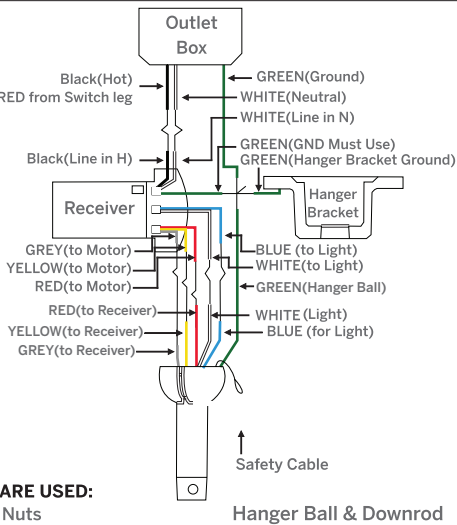 Outlet
Box
Black(Hot)
RED from Switch leg
GREEN(Ground)
WHITE(Neutral)
WHITE(Line in N)
GREEN(GND Must Use)
Black(Line in H)
GREEN(Hanger Bracket Ground)
Receiver
Hanger
Bracket
GREY(to Motor)
YELLOW(to Motor)
RED(to Motor)
BLUE (to Light)
WHITE(to Light)
GREEN(Hanger Ball)
RED(to Receiver)
YELLOW(to Receiver)
GREY(to Receiver)
WHITE(Light)
BLUE (for Light)
Safety Cable
ARE USED:
Nuts
Hanger Ball & Downrod